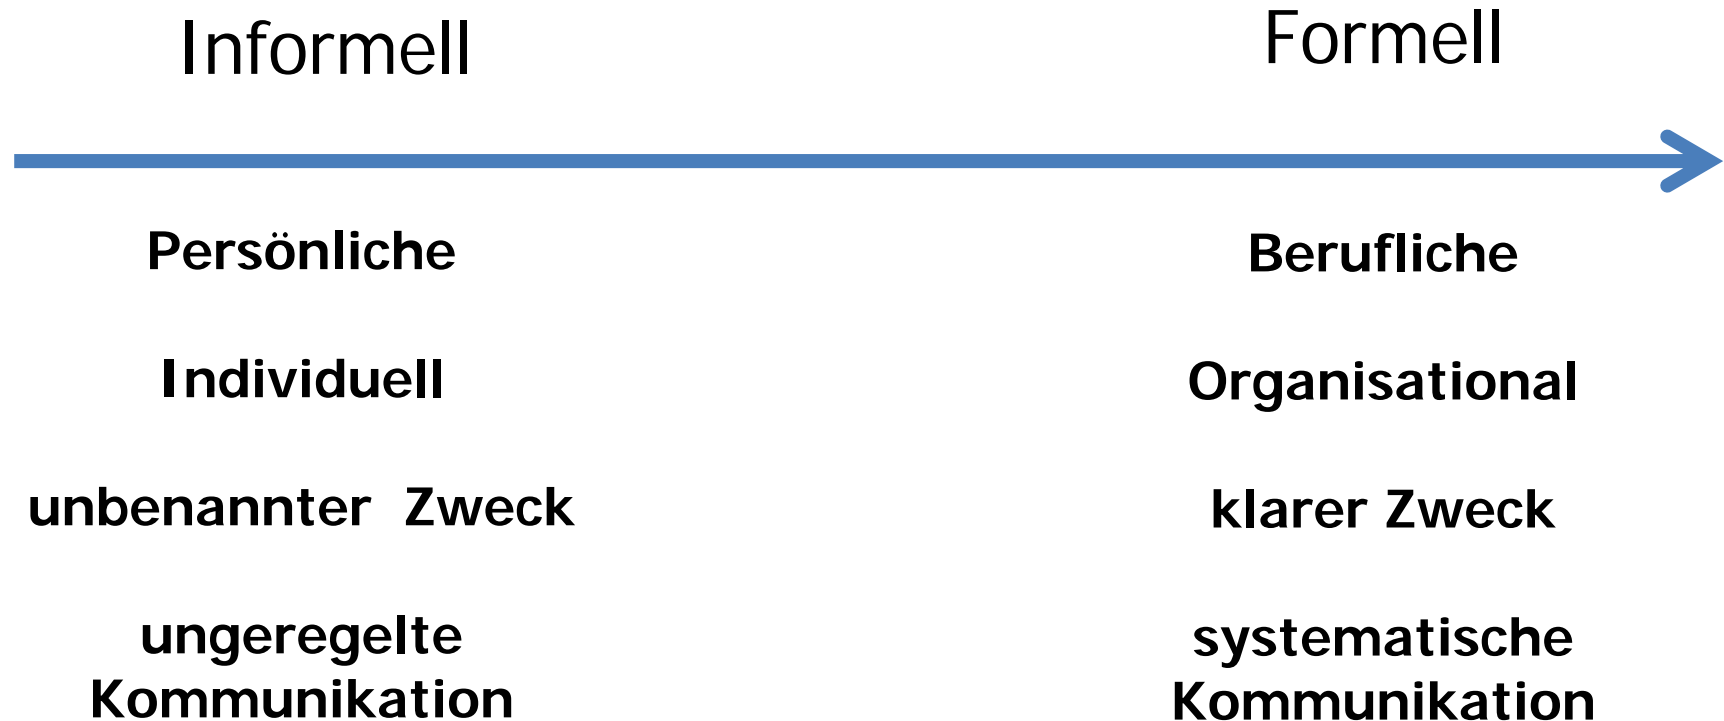 Informell
Formell
Persönliche
Berufliche
Individuell
Organisational
unbenannter Zweck
klarer Zweck
ungeregelte
Kommunikation
systematische
Kommunikation